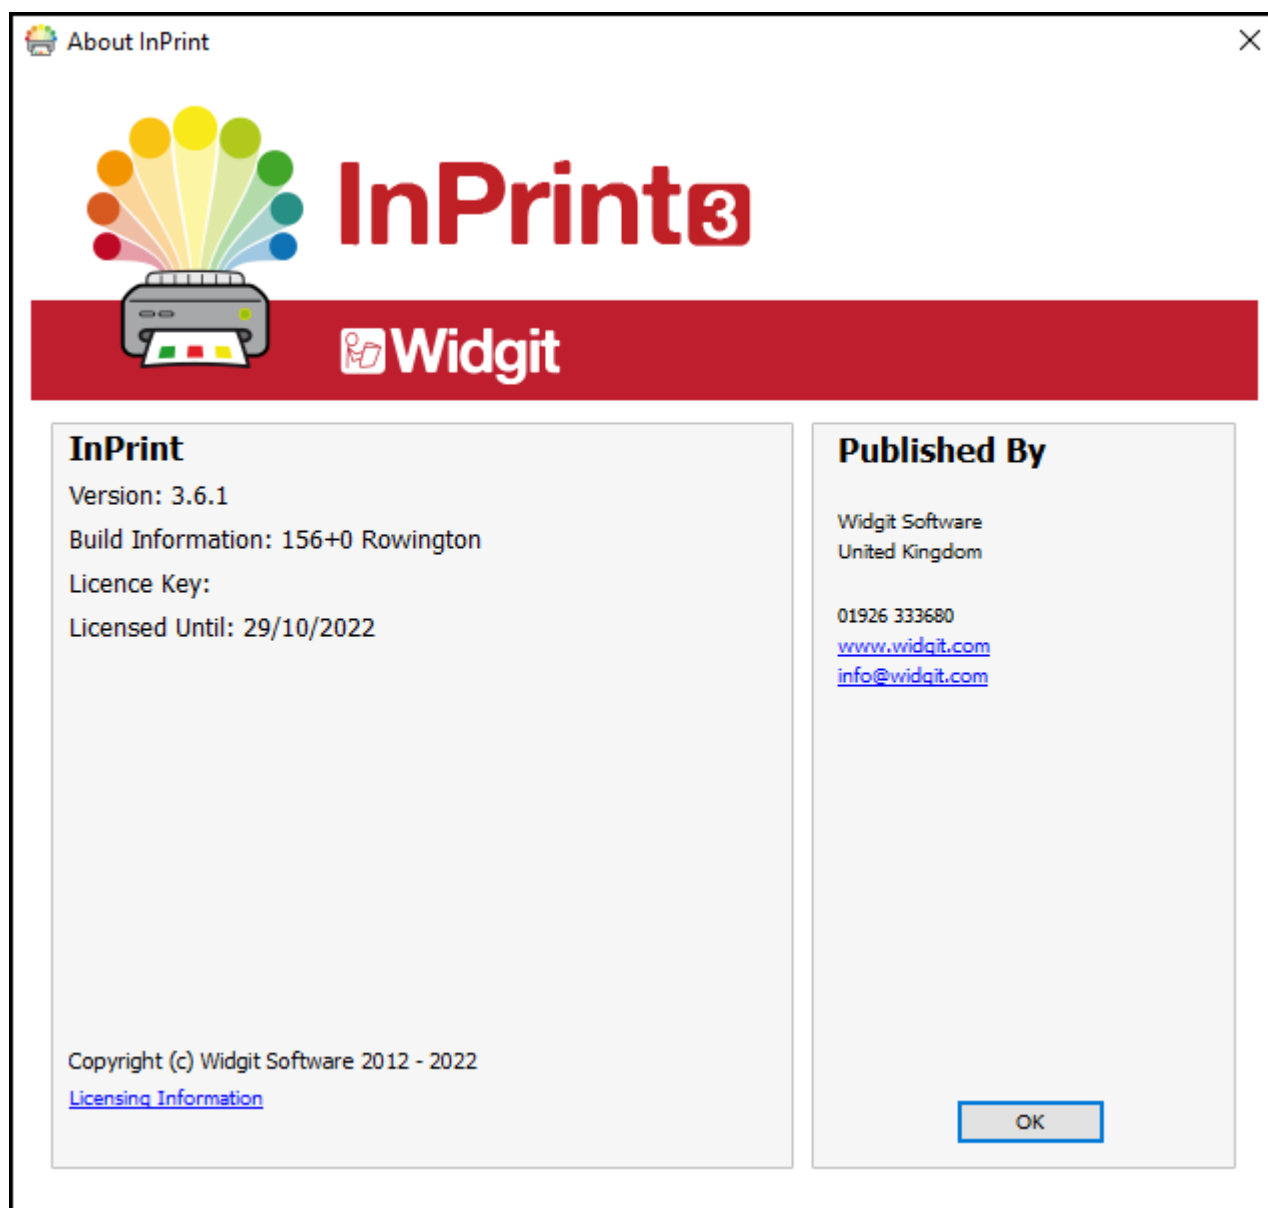 About InPrint
InPrint 3
Widgit
InPrint
Version: 3.6.1
Build Information: 156+0 Rowington
Licence Key:
Licensed Until: 29/10/2022
Copyright (c) Widgit Software 2012 - 2022
Licensing Information
Published By
Widgit Software
United Kingdom
01926 333680
www.widgit.com
info@widgit.com
OK